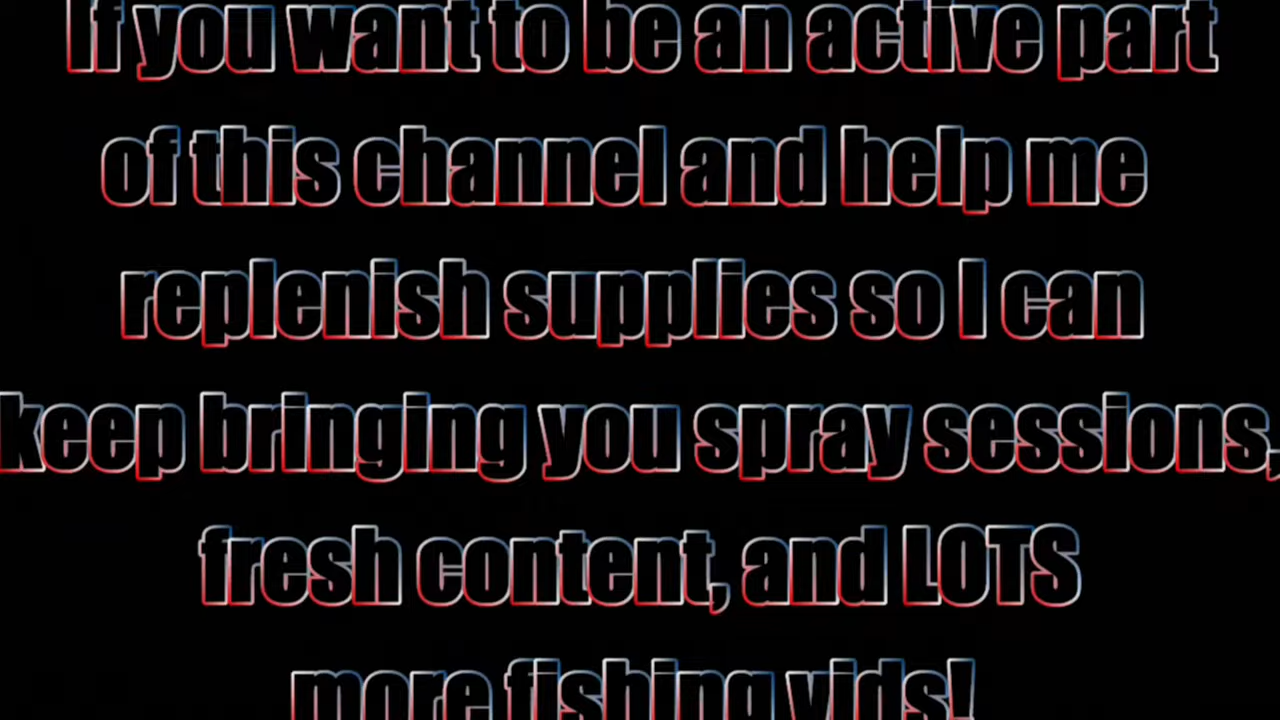 If you want to be an active part
of this channel and help me
replenish supplies so I can
keep bringing you spray sessions,
fresh content, and LOTS
more fishing vids!